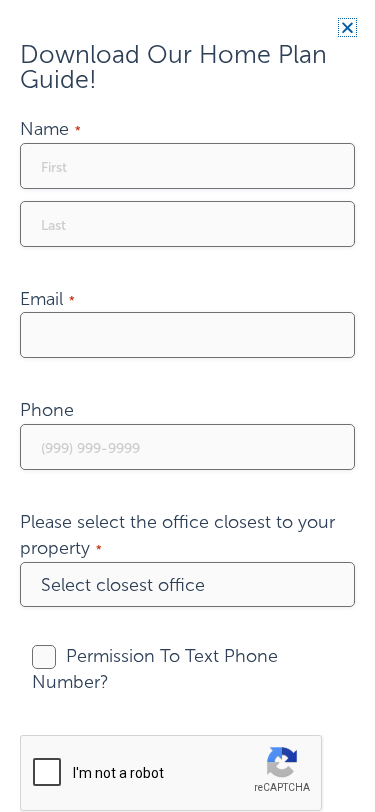 Download Our Home Plan
Guide!
Name *
First
Last
Email *
Phone
(999) 999-9999
Please select the office closest to your
property *
Select closest office
Permission To Text Phone
Number?
I'm not a robot
reCAPTCHA